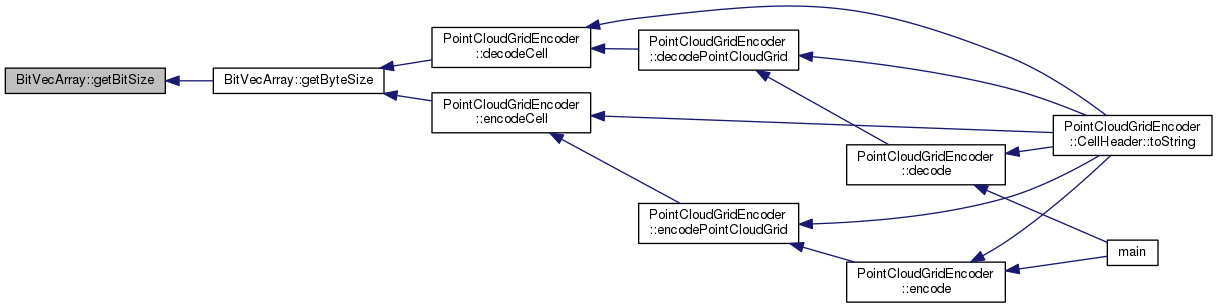 BitVecArray::getBitSize
BitVecArray::getByteSize
PointCloudGridEncoder
::decodeCell
PointCloudGridEncoder
::encodeCell
PointCloudGridEncoder
::decodePointCloudGrid
PointCloudGridEncoder
::encodePointCloudGrid
PointCloudGridEncoder
::decode
PointCloudGridEncoder
::encode
PointCloudGridEncoder
::CellHeader::toString
main